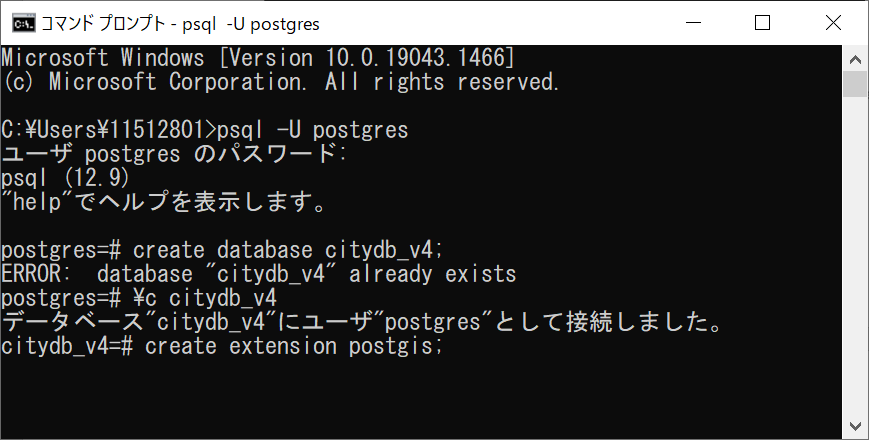 コマンド プロンプト - psql -U postgres
Microsoft Windows [Version 10.0.19043.1466]
(c) Microsoft Corporation. All rights reserved.
C:¥Users¥11512801>psql -U postgres
ユーザ postgres のパスワード:
psql (12.9)
"help"でヘルプを表示します。
postgres=# create database citydb_v4;
ERROR:  database "citydb_v4" already exists
postgres=# ¥c citydb_v4
データベース"citydb_v4"にユーザ"postgres"として接続しました。
citydb_v4=# create extension postgis;